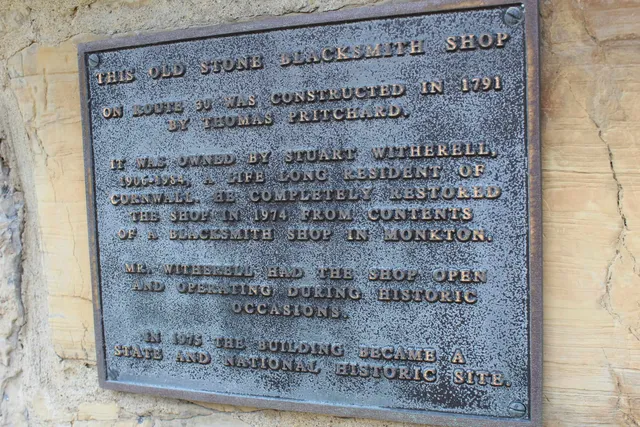 THIS OLD STONE BLACKSMITH SHOP
ON ROUTE 30 WAS CONSTRUCTED IN 1791
BY THOMAS PRITCHARD.
IT WAS OWNED BY STUART WITHERELL,
1906-1984, A LIFE LONG RESIDENT OF
CORNWALL. HE COMPLETELY RESTORED
THE SHOP IN 1974 FROM CONTENTS
OF A BLACKSMITH SHOP IN MONKTON.
MR. WITHERELL HAD THE SHOP OPEN
AND OPERATING DURING HISTORIC
OCCASIONS.
IN 1975 THE BUILDING BECAME A
STATE AND NATIONAL HISTORIC SITE.